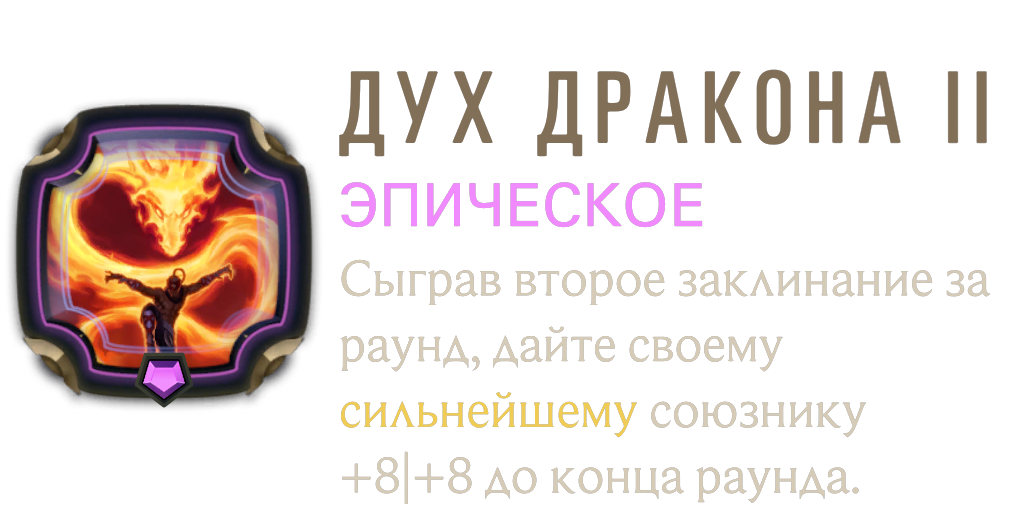 ДУХ ДРАКОНА II
ЭПИЧЕСКОЕ
Сыграв второе заклинание за
раунд, дайте своему
сильнейшему союзнику
+8|+8 до конца раунда.